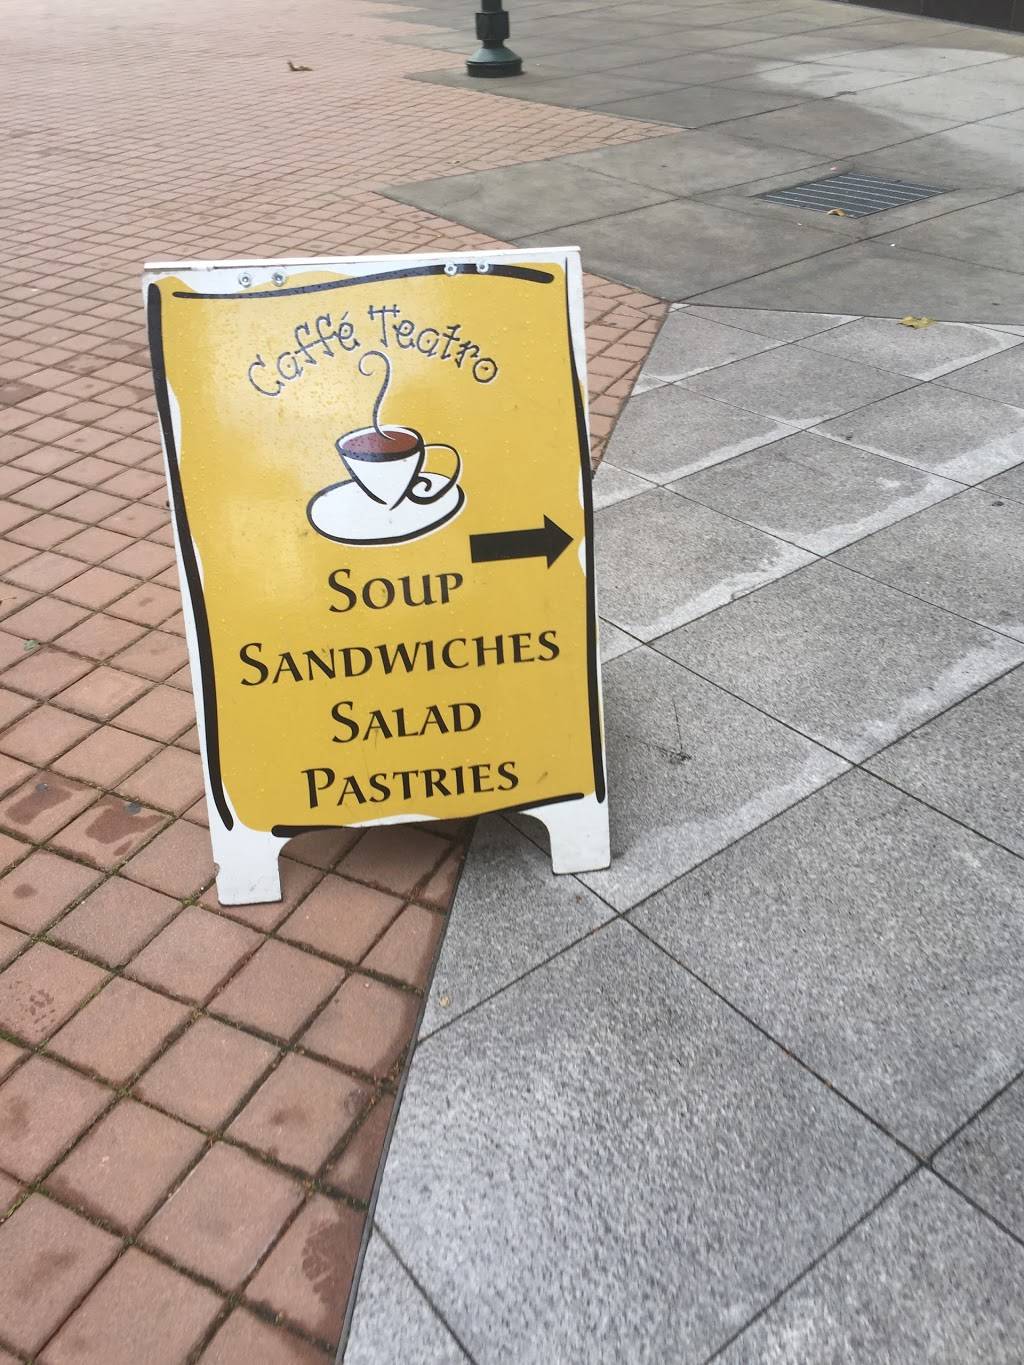 Caffé Teatro
Soup
Sandwiches
Salad
Pastries